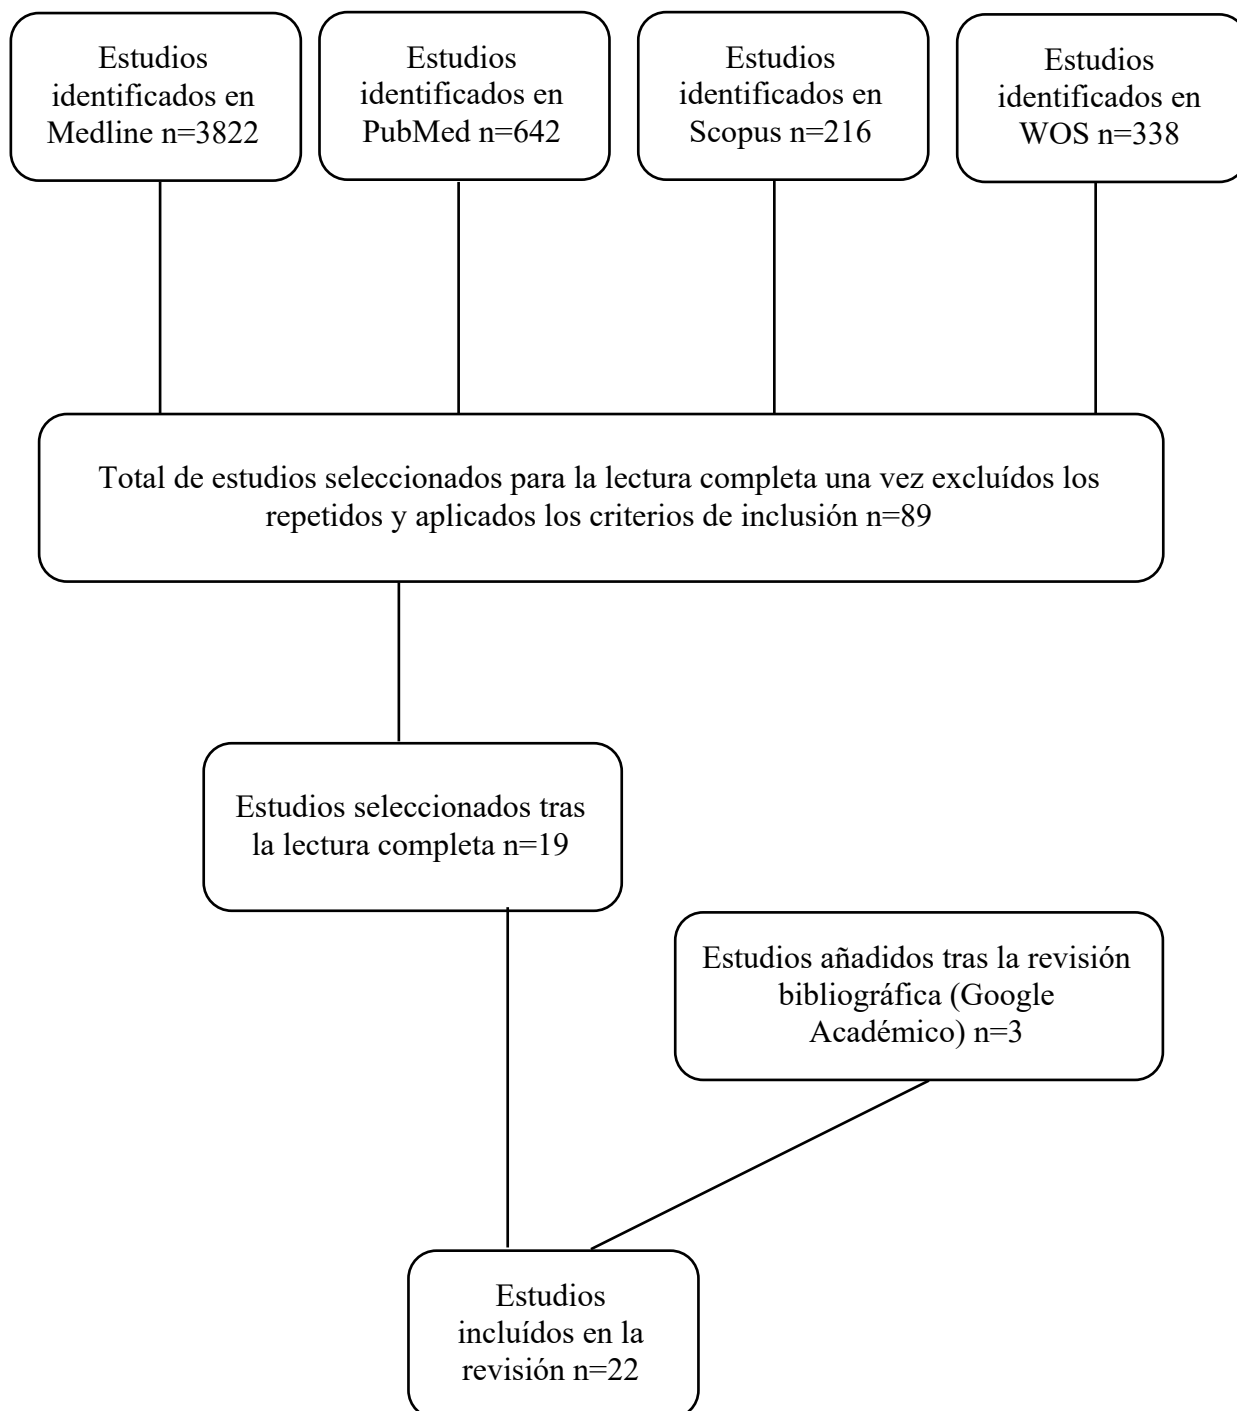 Estudios
identificados en
Medline n=3822
Estudios
identificados en
PubMed n=642
Estudios
identificados en
Scopus n=216
Estudios
identificados en
WOS n=338
Total de estudios seleccionados para la lectura completa una vez excluídos los
repetidos y aplicados los criterios de inclusión n=89
Estudios seleccionados tras
la lectura completa n=19
Estudios añadidos tras la revisión
bibliográfica (Google
Académico) n=3
Estudios
incluídos en la
revisión n=22